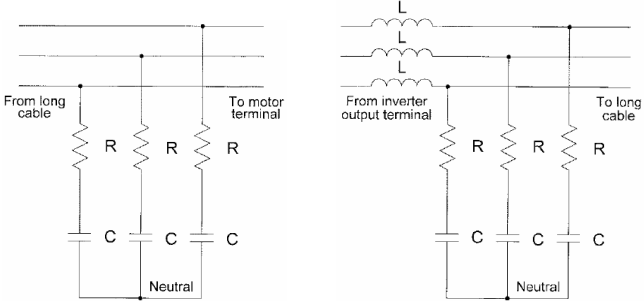 L
L
L
From long
cable
To motor
terminal
From inverter
output terminal
To long
cable
R
R
R
R
R
R
C
C
C
C
C
C
Neutral
Neutral